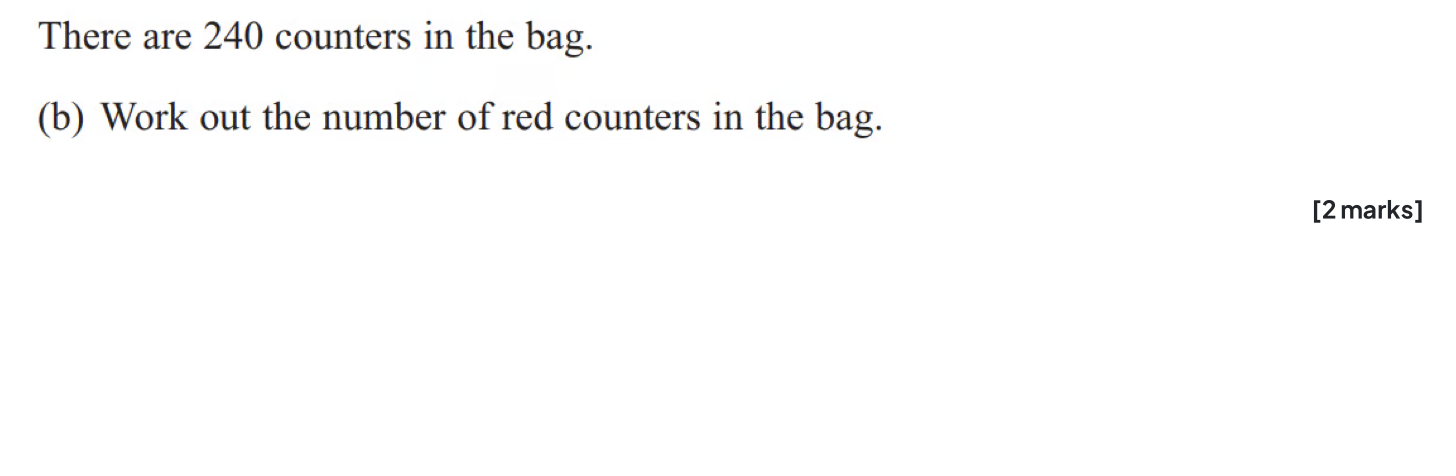 There are 240 counters in the bag.
(b) Work out the number of red counters in the bag.
[2 marks]